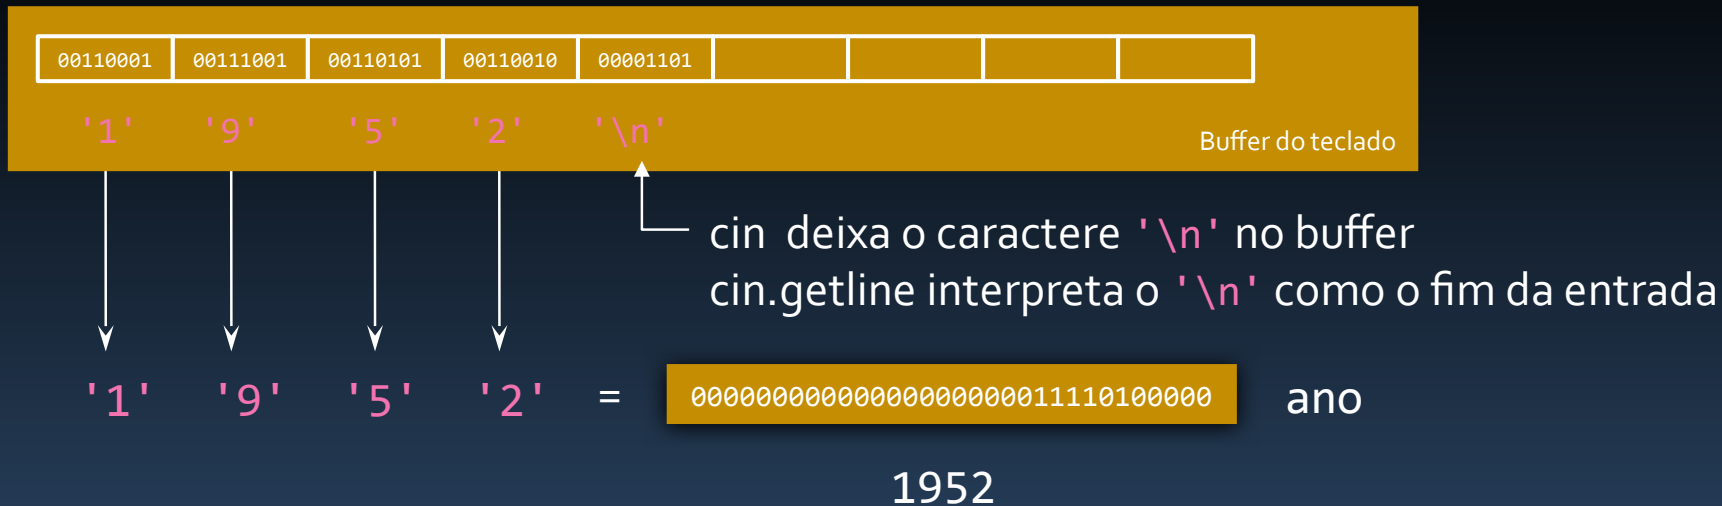 00110001 00111001 00110101 00110010 00001101
'1' '9' '5' '2' '\n'
Buffer do teclado
cin deixa o caractere '\n' no buffer
cin.getline interpreta o '\n' como o fim da entrada
'1' '9' '5' '2' = 00000000000000000000011110100000 ano
1952